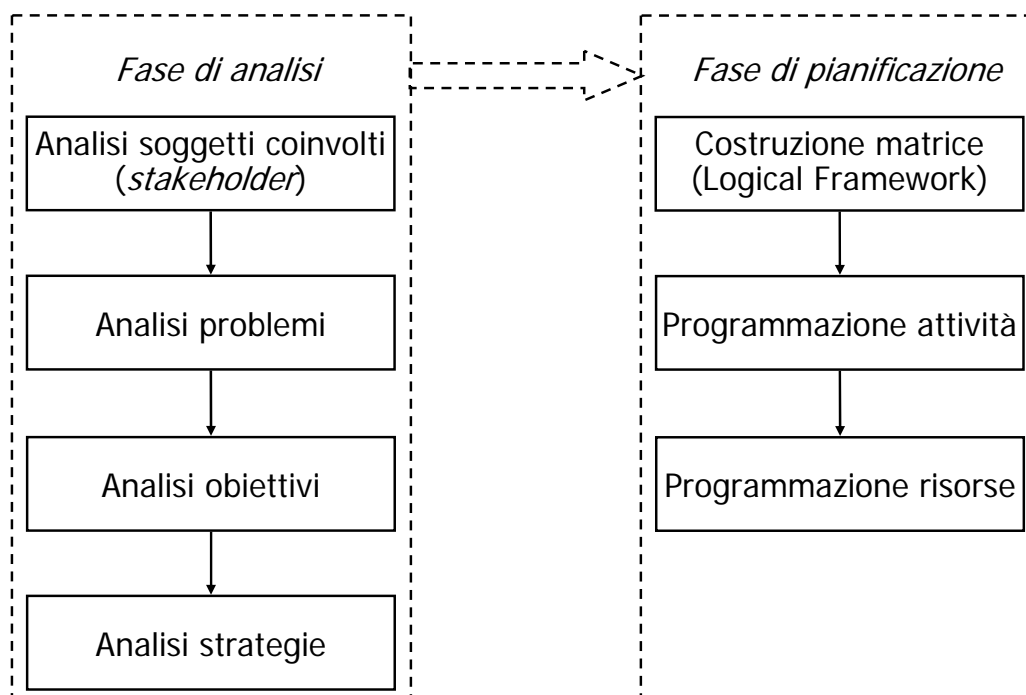 Fase di analisi
Analisi soggetti coinvolti
(stakeholder)
Analisi problemi
Analisi obiettivi
Analisi strategie
Fase di pianificazione
Costruzione matrice
(Logical Framework)
Programmazione attività
Programmazione risorse